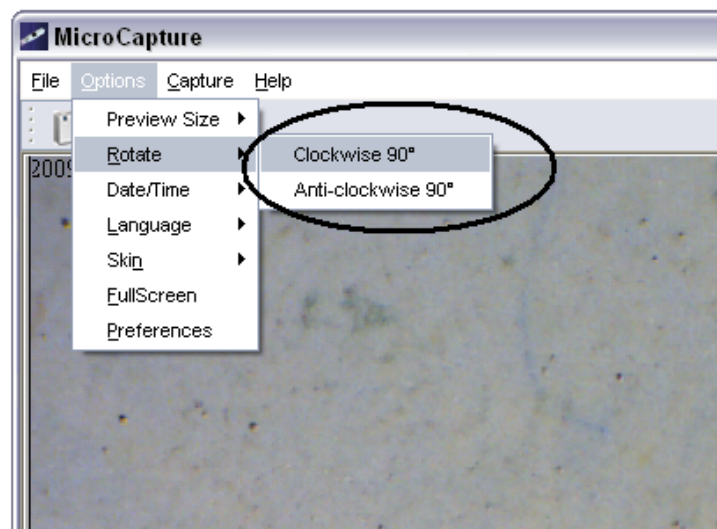 MicroCapture
File Options Capture Help
Preview Size
Rotate
Clockwise 90°
2009
Date/Time
Anti-clockwise 90°
Language
Skin
FullScreen
Preferences